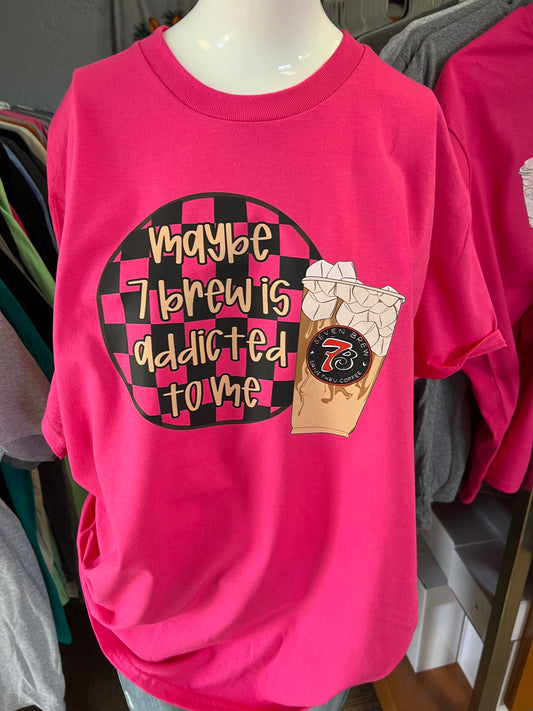 maybe
7 brew is
addicted
to me
SEVEN BREW
7B
DRIVE THRU COFFEE